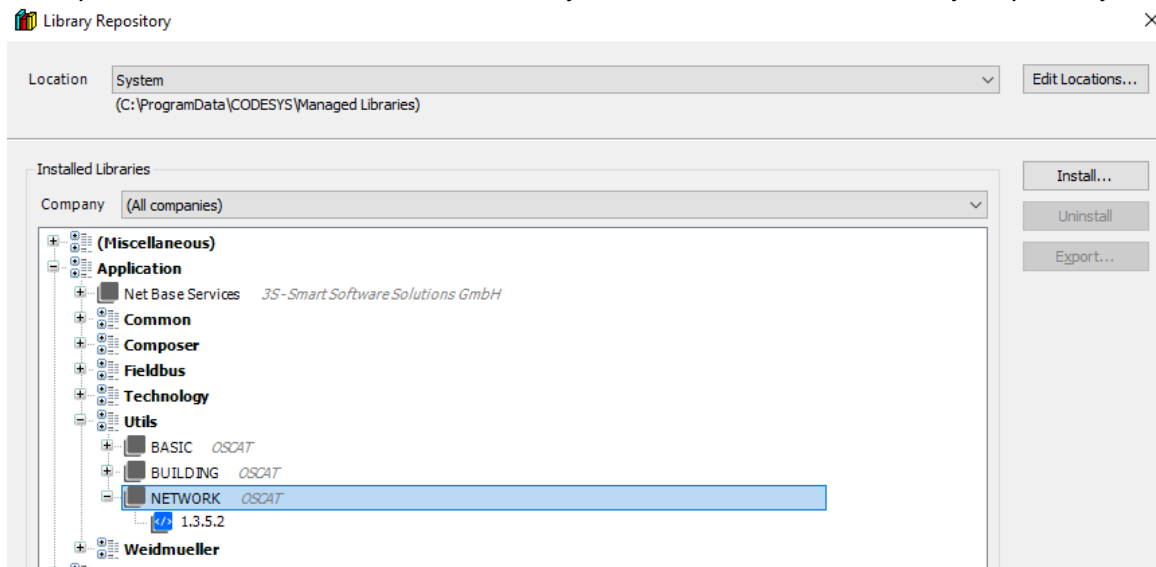 Library Repository
Location System Edit Locations...
(C:\ProgramData\CODESYS\Managed Libraries)
Installed Libraries
Install...
Company (All companies)
Uninstall
(Miscellaneous)
Export...
Application
Net Base Services 3S-Smart Software Solutions GmbH
Common
Composer
Fieldbus
Technology
Utils
BASIC OSCAT
BUILDING OSCAT
NETWORK OSCAT
1.3.5.2
Weidmueller